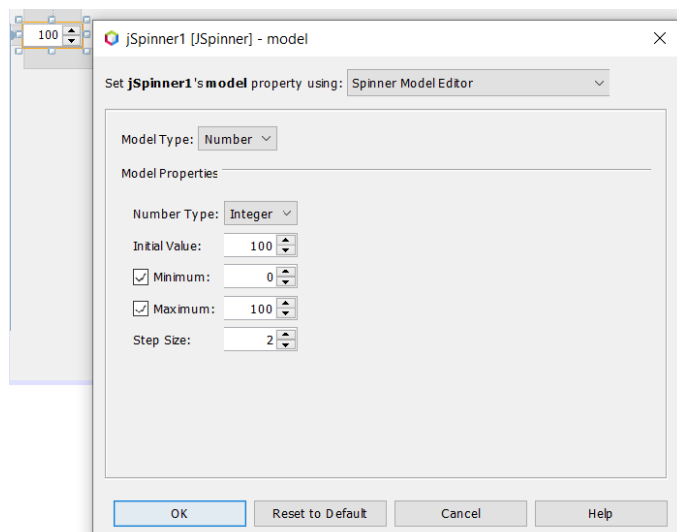 100
jSpinner1 [JSpinner] - model
Set jSpinner1's model property using: Spinner Model Editor
Model Type: Number
Model Properties
Number Type: Integer
Initial Value: 100
Minimum: 0
Maximum: 100
Step Size: 2
OK Reset to Default Cancel Help